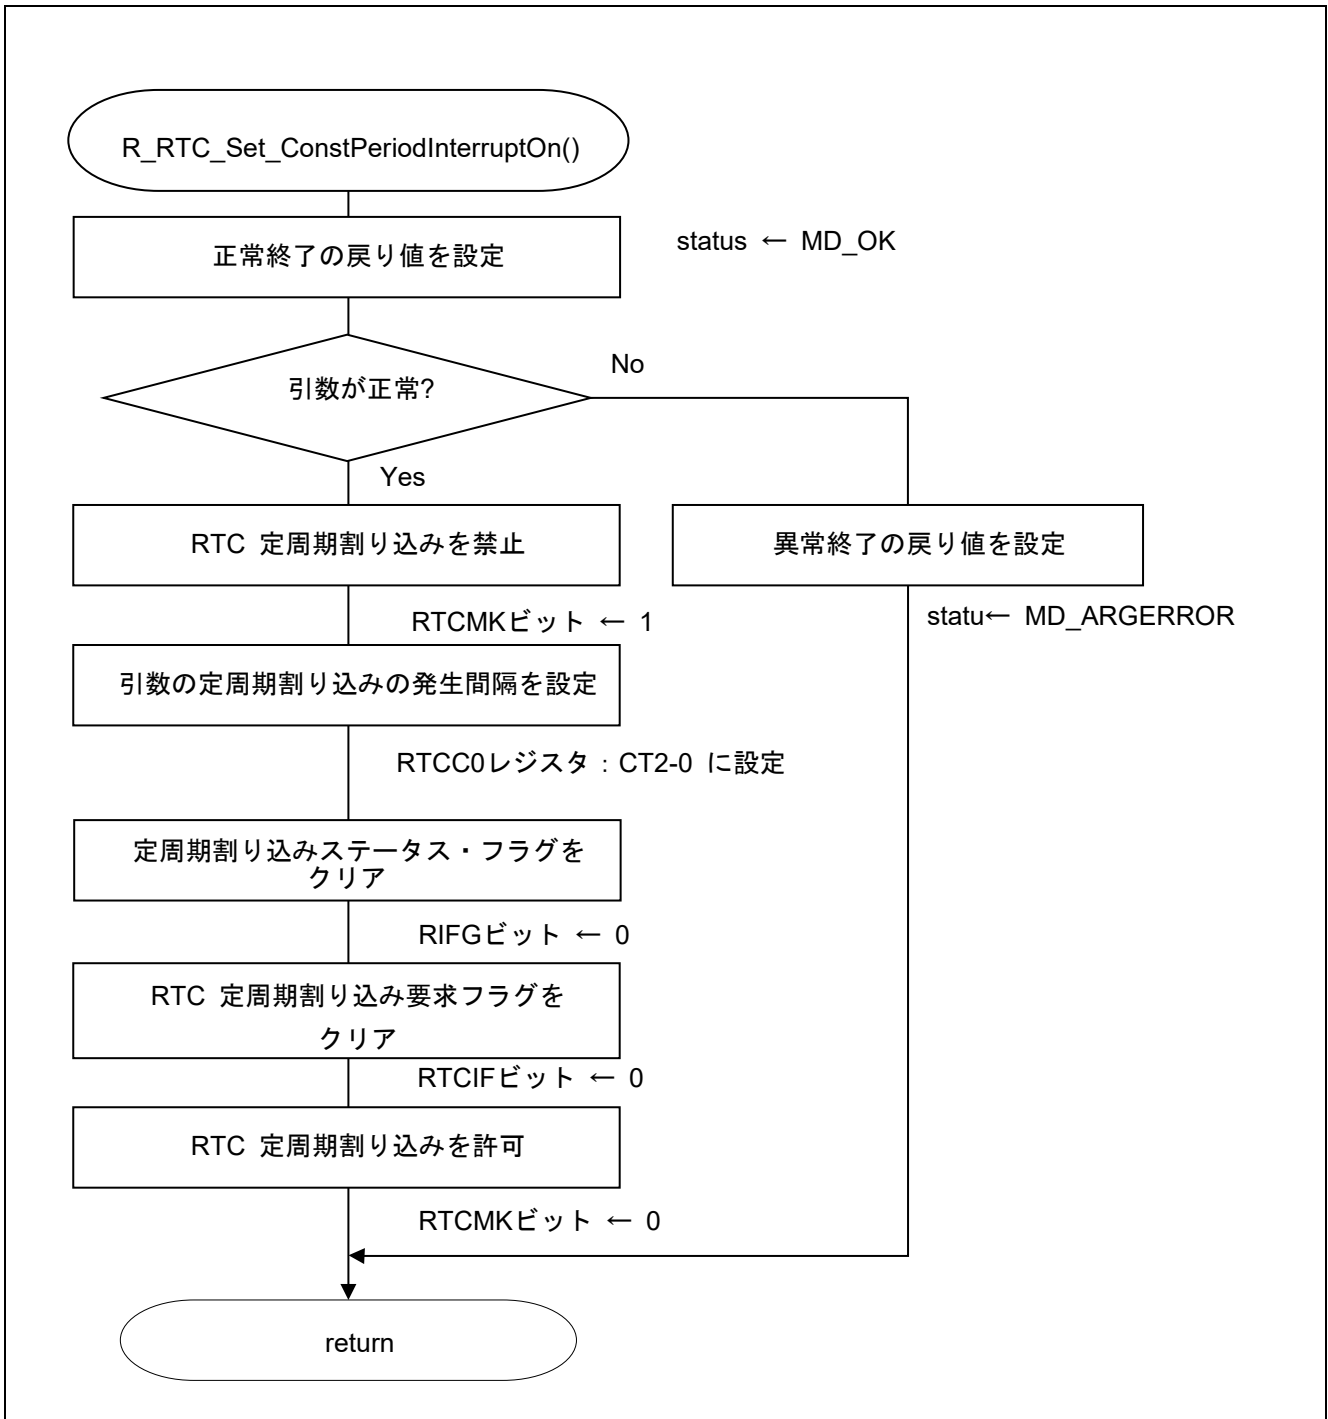 R_RTC_Set_ConstPeriodInterruptOn()
正常終了の戻り値を設定
status ← MD_OK
引数が正常?
No
Yes
RTC 定周期割り込みを禁止
異常終了の戻り値を設定
RTCMKビット ← 1
statu← MD_ARGERROR
引数の定周期割り込みの発生間隔を設定
RTCC0レジスタ：CT2-0 に設定
定周期割り込みステータス・フラグを
クリア
RIFGビット ← 0
RTC 定周期割り込み要求フラグを
クリア
RTCIFビット ← 0
RTC 定周期割り込みを許可
RTCMKビット ← 0
return